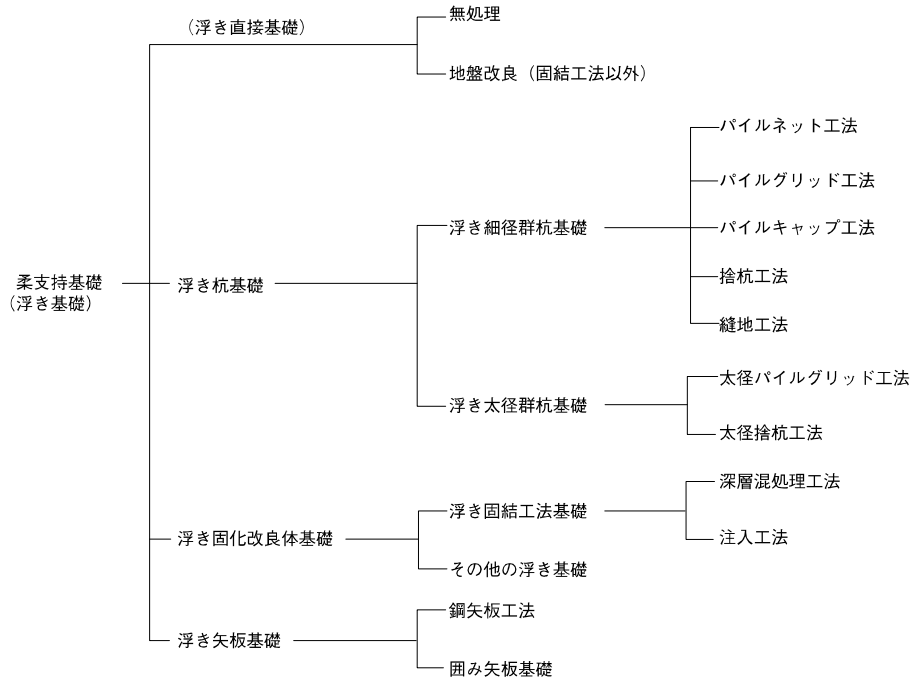 （浮き直接基礎）
無処理
地盤改良（固結工法以外）
パイルネット工法
パイルグリッド工法
浮き細径群杭基礎
パイルキャップ工法
捨杭工法
柔支持基礎
（浮き基礎）
浮き杭基礎
縫地工法
太径パイルグリッド工法
浮き太径群杭基礎
太径捨杭工法
深層混処理工法
浮き固結工法基礎
浮き固化改良体基礎
注入工法
その他の浮き基礎
鋼矢板工法
浮き矢板基礎
囲み矢板基礎